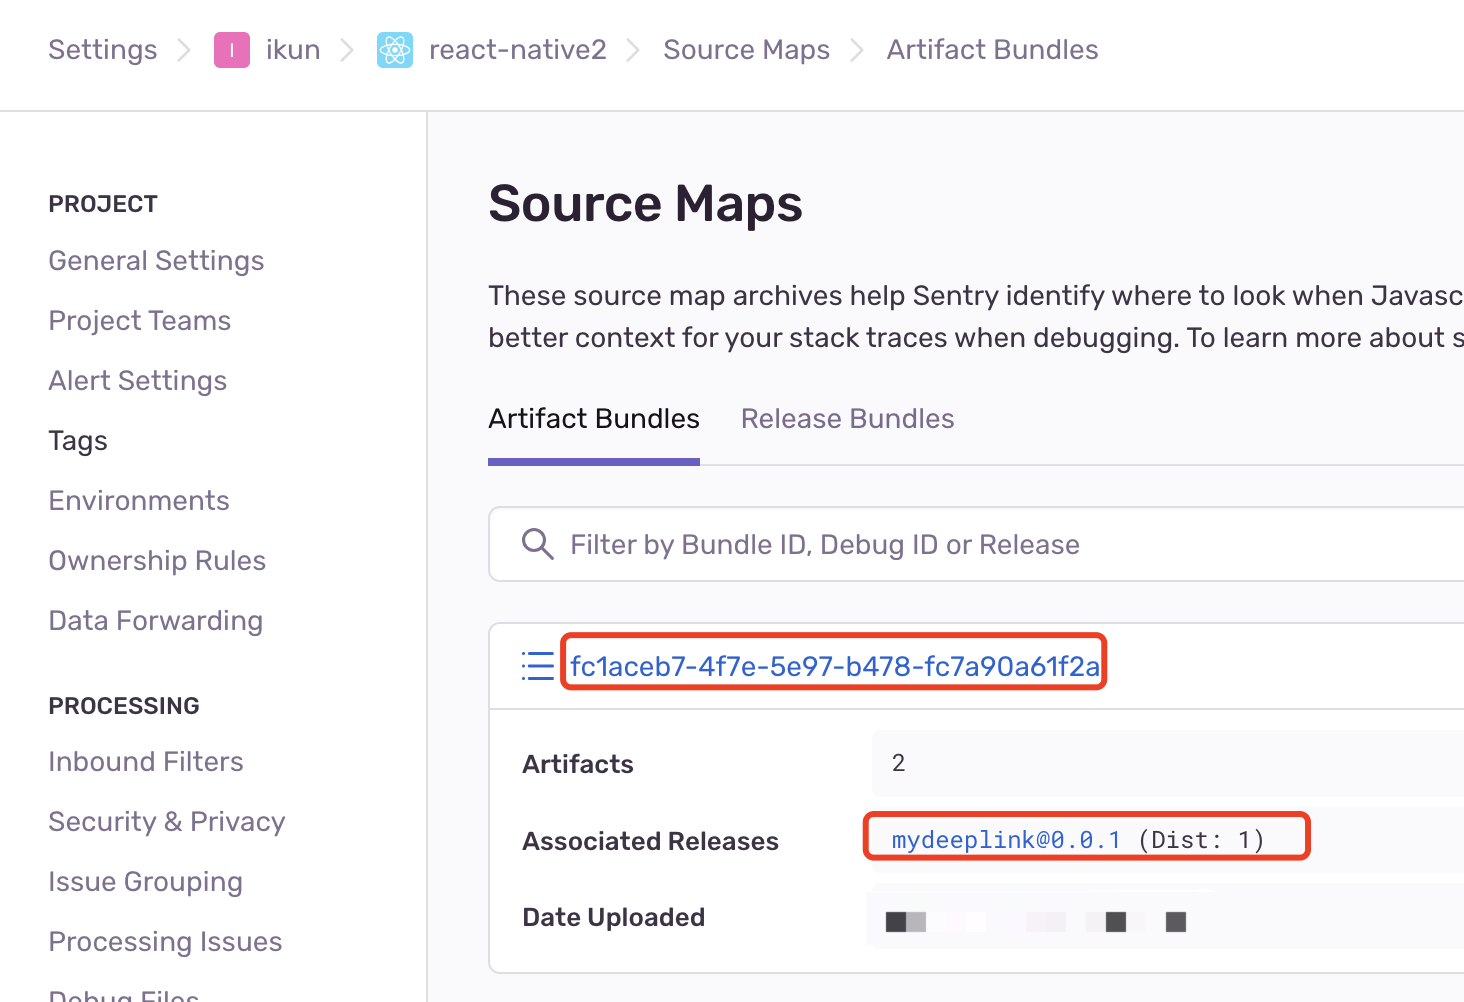 Settings > I ikun > react-native2 > Source Maps > Artifact Bundles
PROJECT
General Settings
Project Teams
Alert Settings
Tags
Environments
Ownership Rules
Data Forwarding
PROCESSING
Inbound Filters
Security & Privacy
Issue Grouping
Processing Issues
Debug Files
Source Maps
These source map archives help Sentry identify where to look when Javasc
better context for your stack traces when debugging. To learn more about s
Artifact Bundles Release Bundles
Filter by Bundle ID, Debug ID or Release
fc1aceb7-4f7e-5e97-b478-fc7a90a61f2a
Artifacts 2
Associated Releases mydeeplink@0.0.1 (Dist: 1)
Date Uploaded